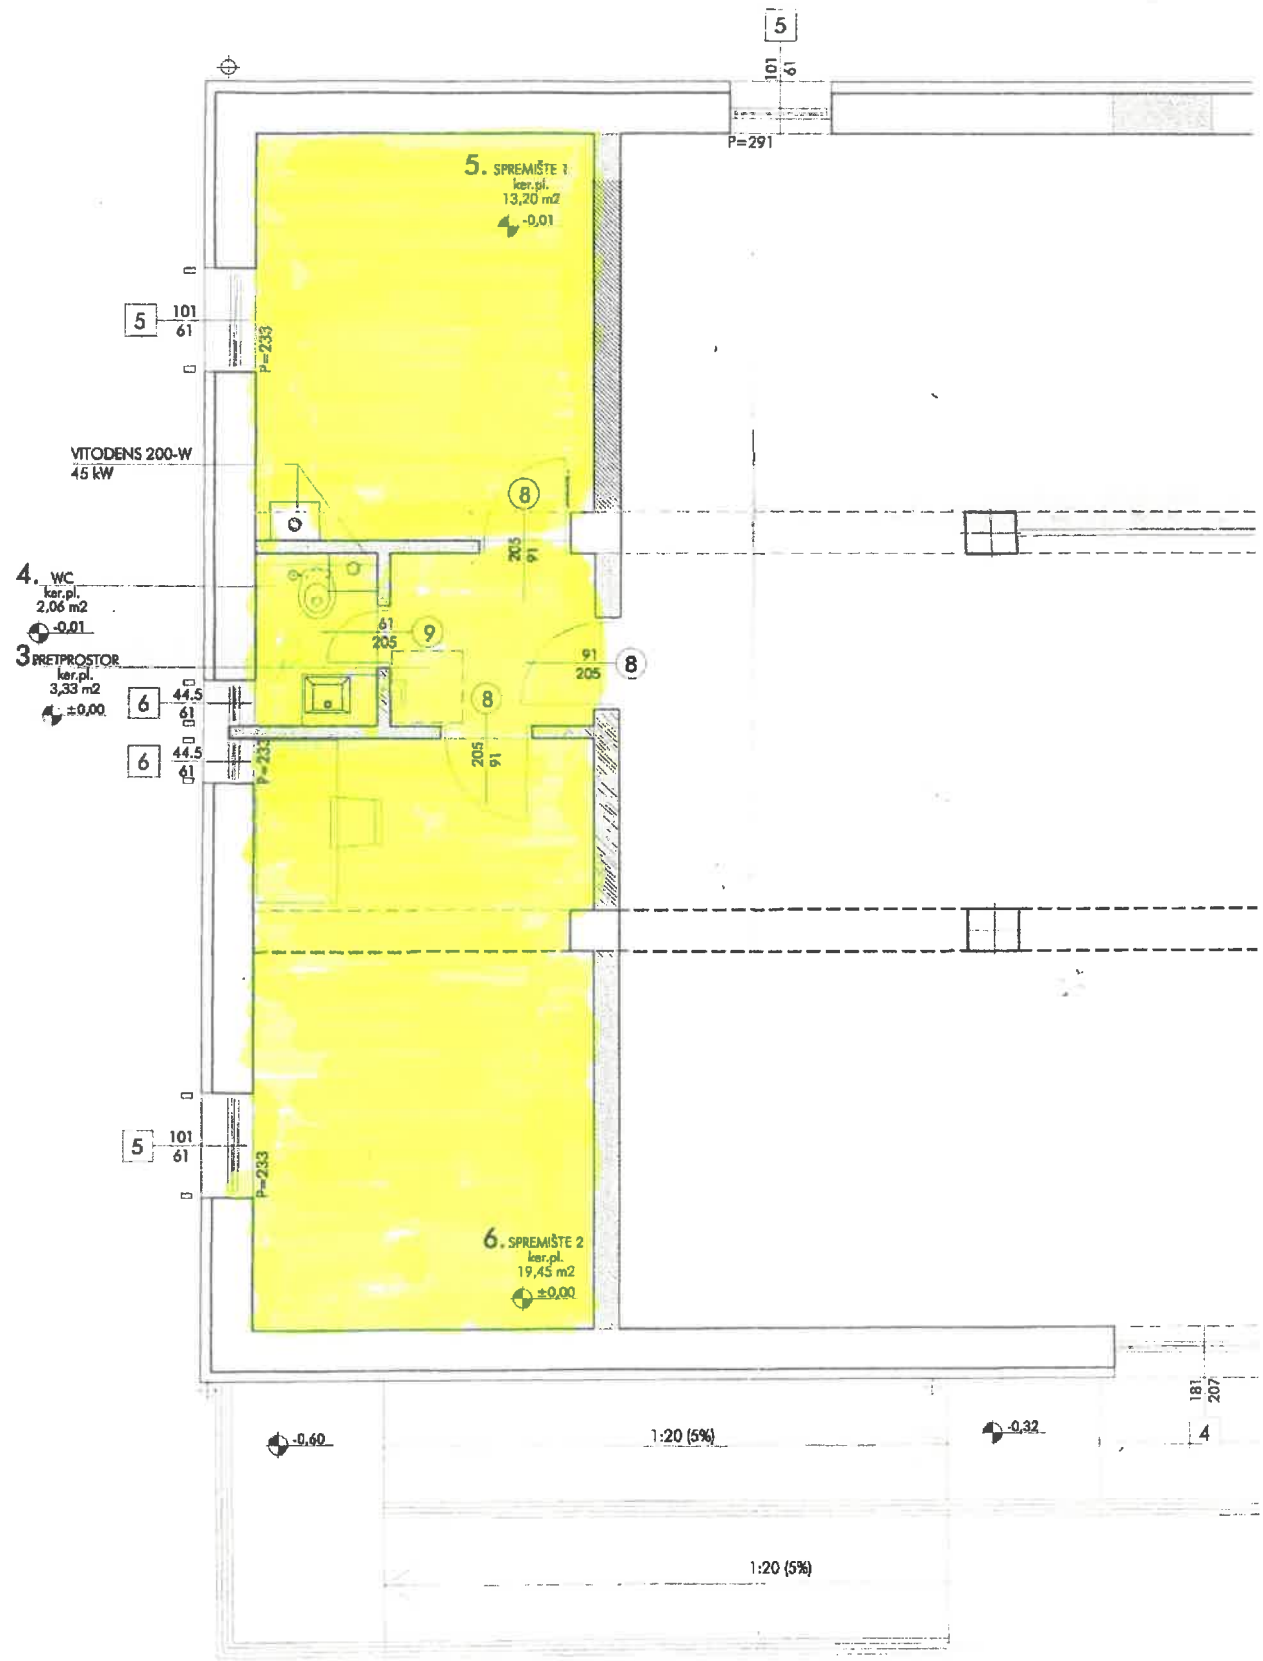 5
101
61
P=291
5. SPREMIŠTE 1
ker.pl.
13,20 m2
-0,01
5
101
61
P=233
VITODENS 200-W
45 kW
8
205
91
4. WC
ker.pl.
2,06 m2
-0,01
61
205
9
3 PRETPROSTOR
ker.pl.
3,33 m2
±0,00
91
205
8
8
6
44.5
61
205
91
6
44.5
61
P=233
5
101
61
P=233
6. SPREMIŠTE 2
ker.pl.
19,45 m2
±0,00
181
207
4
-0,60
1:20 (5%)
-0,32
1:20 (5%)